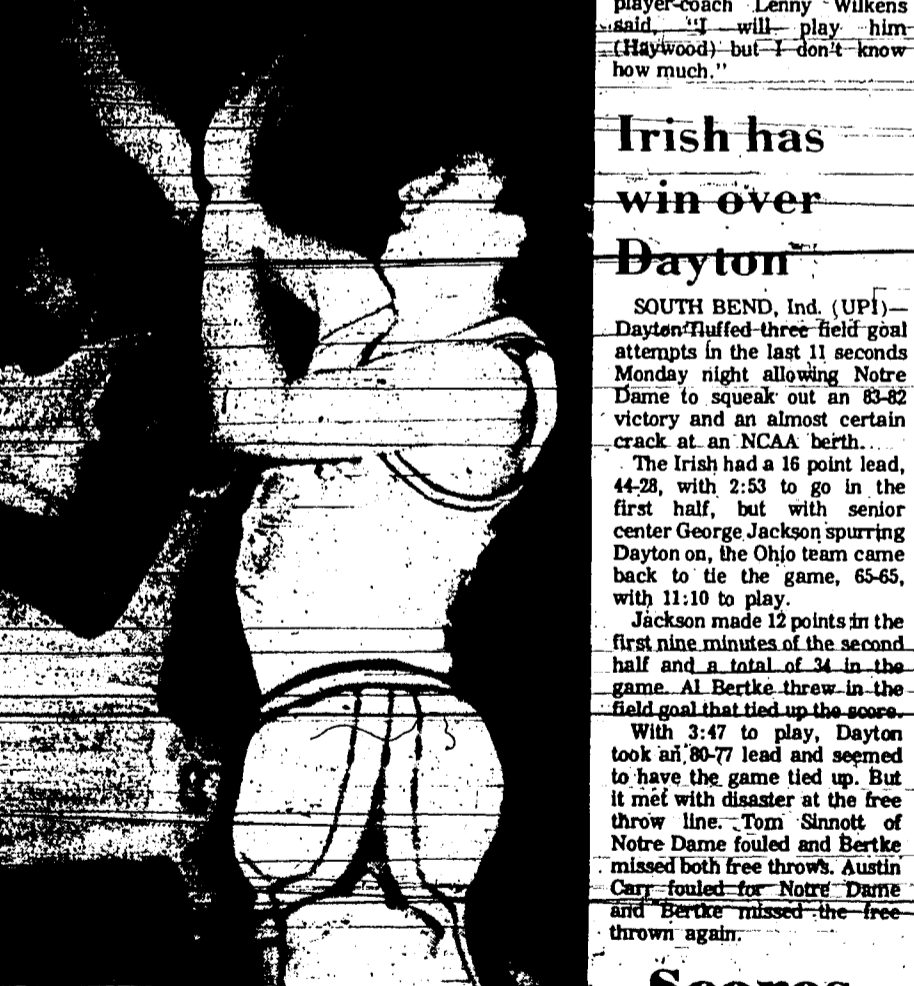 player-coach Lenny Wilkens
said, "I will play him
(Haywood) but I don't know
how much."
Irish has
win over
Dayton
SOUTH BEND, Ind. (UPI)—
Dayton fluffed three field goal
attempts in the last 11 seconds
Monday night allowing Notre
Dame to squeak out an 83-82
victory and an almost certain
crack at an NCAA berth.
The Irish had a 16 point lead,
44-28, with 2:53 to go in the
first half, but with senior
center George Jackson spurring
Dayton on, the Ohio team came
back to tie the game, 65-65,
with 11:10 to play.
Jackson made 12 points in the
first nine minutes of the second
half and a total of 34 in the
game. Al Bertke threw in the
field goal that tied up the score.
With 3:47 to play, Dayton
took an 80-77 lead and seemed
to have the game tied up. But
it met with disaster at the free
throw line. Tom Sinnott of
Notre Dame fouled and Bertke
missed both free throws. Austin
Carr fouled for Notre Dame
and Bertke missed the free
thrown again.
Scores